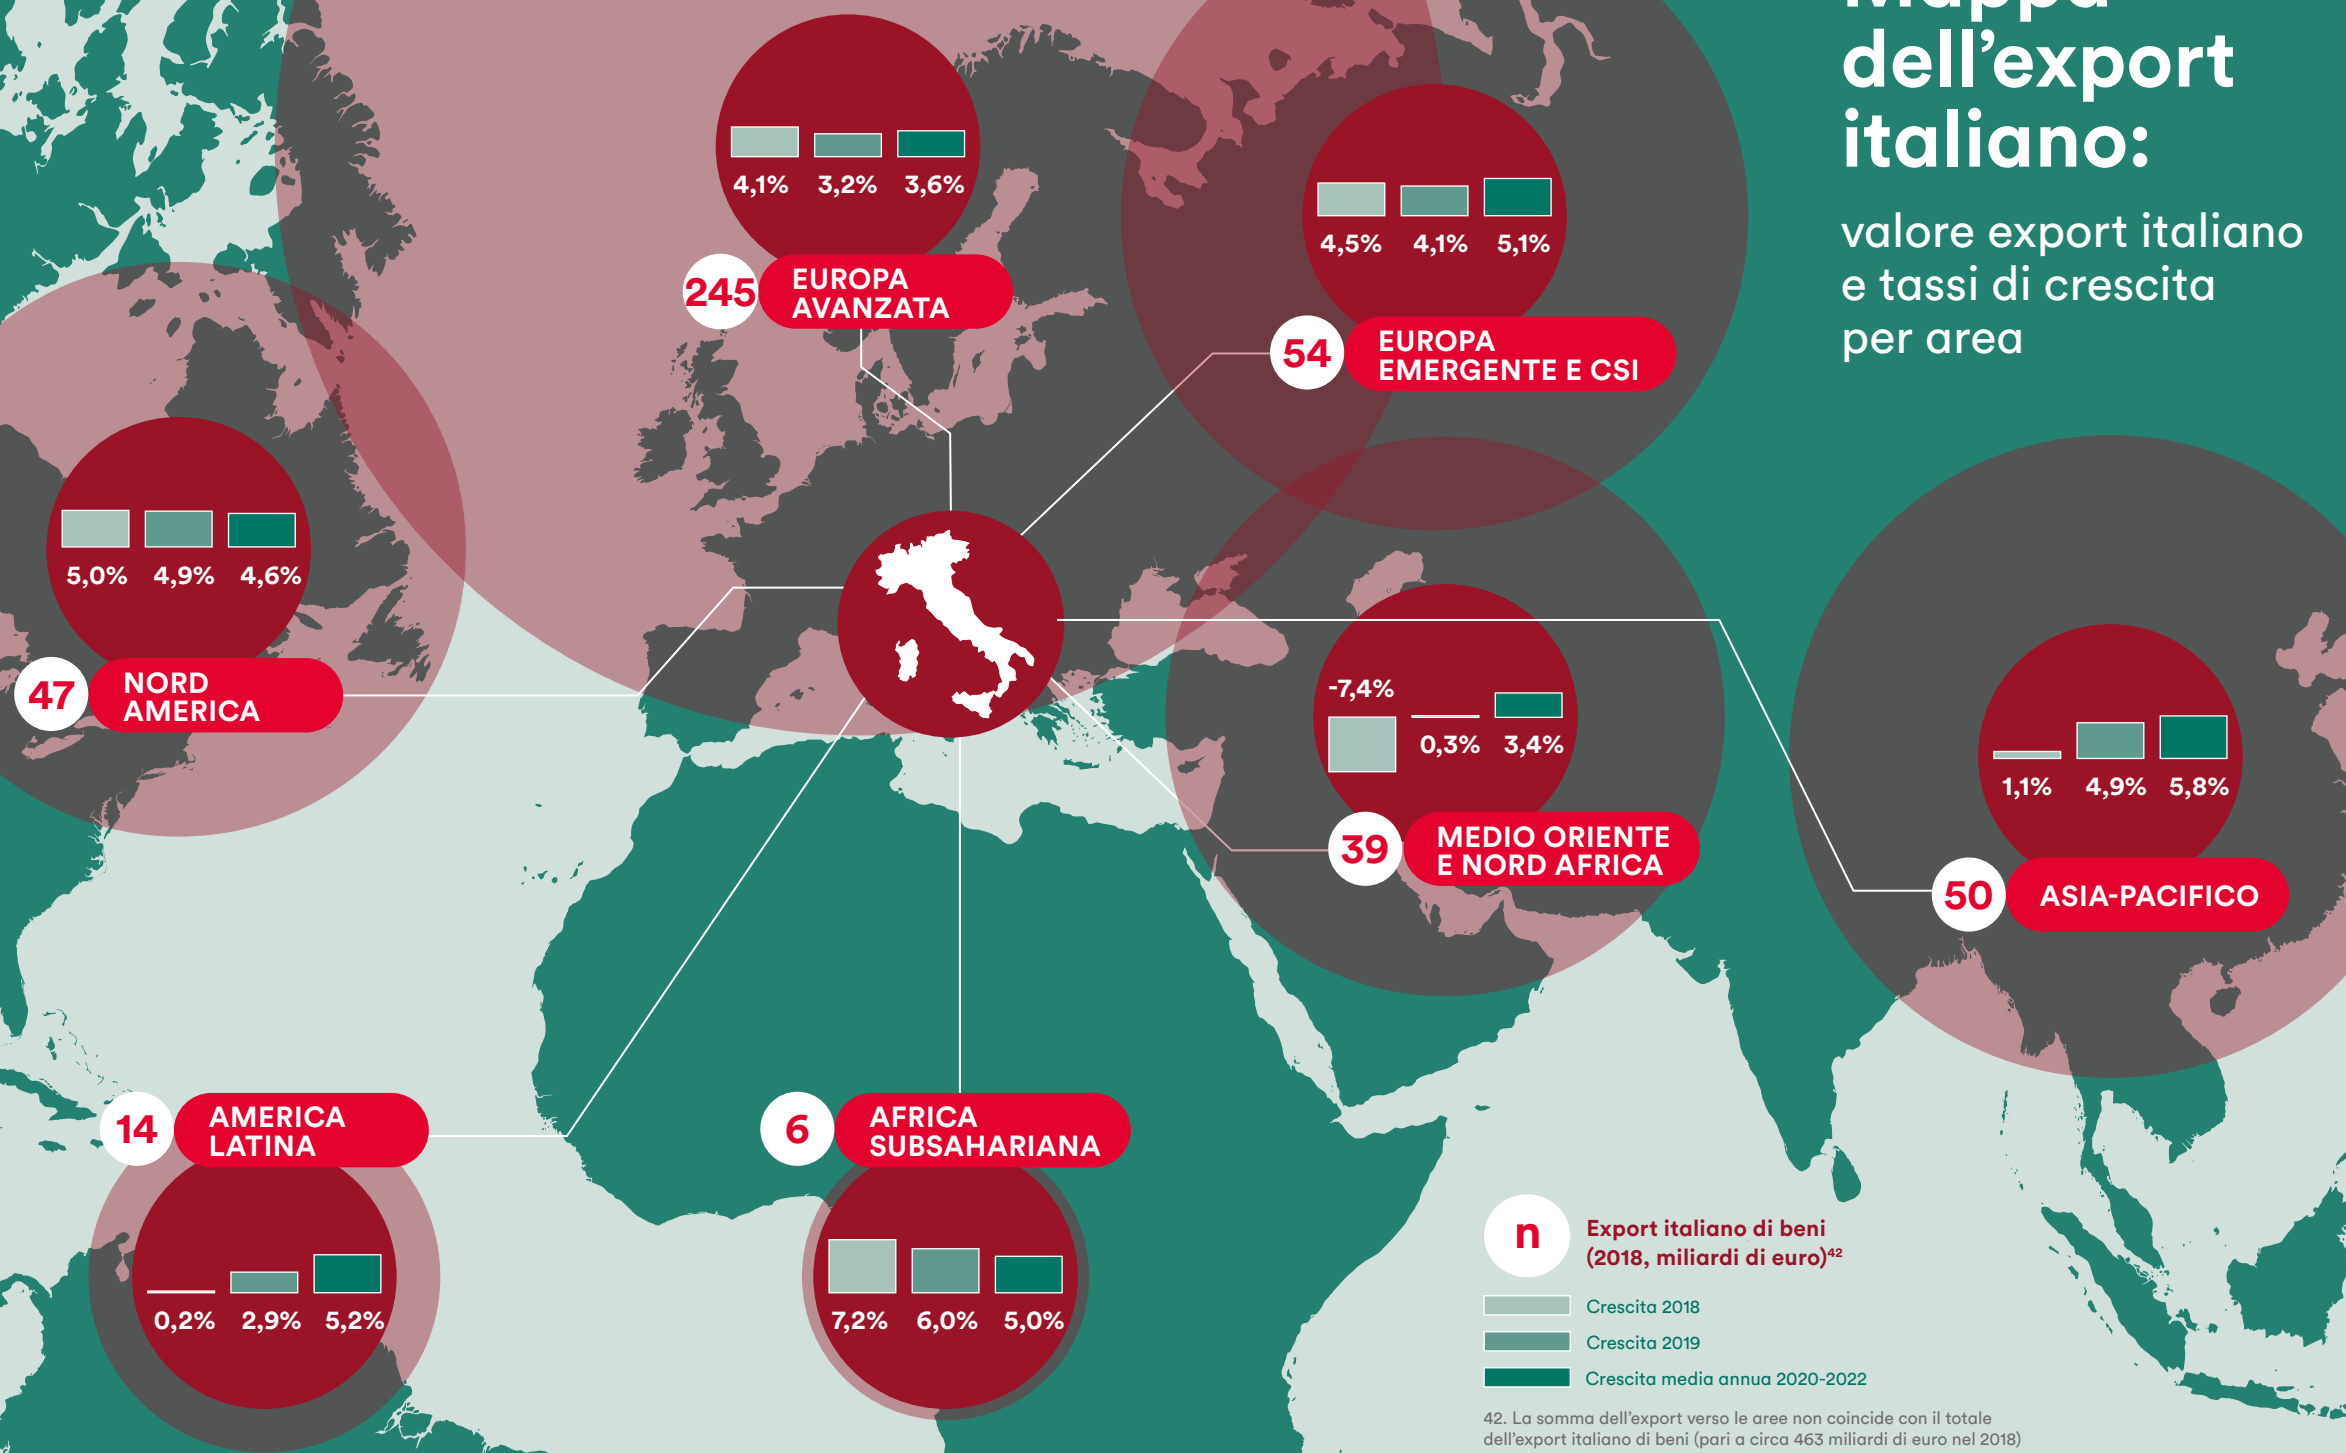 Mappa
dell’export
italiano:
valore export italiano
e tassi di crescita
per area
4,1% 3,2% 3,6%
245
EUROPA
AVANZATA
4,5% 4,1% 5,1%
54
EUROPA
EMERGENTE E CSI
5,0% 4,9% 4,6%
47
NORD
AMERICA
-7,4%
0,3% 3,4%
39
MEDIO ORIENTE
E NORD AFRICA
1,1% 4,9% 5,8%
50
ASIA-PACIFICO
14
AMERICA
LATINA
0,2% 2,9% 5,2%
6
AFRICA
SUBSAHARIANA
7,2% 6,0% 5,0%
n
Export italiano di beni
(2018, miliardi di euro)⁴²
Crescita 2018
Crescita 2019
Crescita media annua 2020-2022
42. La somma dell’export verso le aree non coincide con il totale
dell’export italiano di beni (pari a circa 463 miliardi di euro nel 2018)